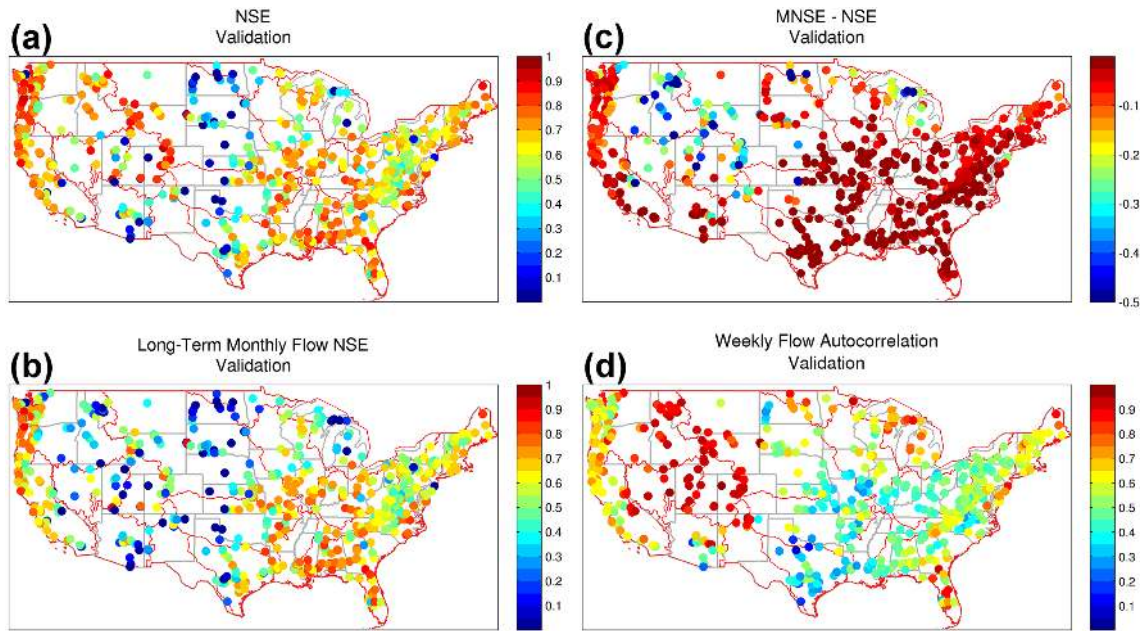 (a)
NSE
Validation
1
0.9
0.8
0.7
0.6
0.5
0.4
0.3
0.2
0.1
(c)
MNSE - NSE
Validation
-0.1
-0.2
-0.3
-0.4
-0.5
(b)
Long-Term Monthly Flow NSE
Validation
1
0.9
0.8
0.7
0.6
0.5
0.4
0.3
0.2
0.1
(d)
Weekly Flow Autocorrelation
Validation
0.9
0.8
0.7
0.6
0.5
0.4
0.3
0.2
0.1